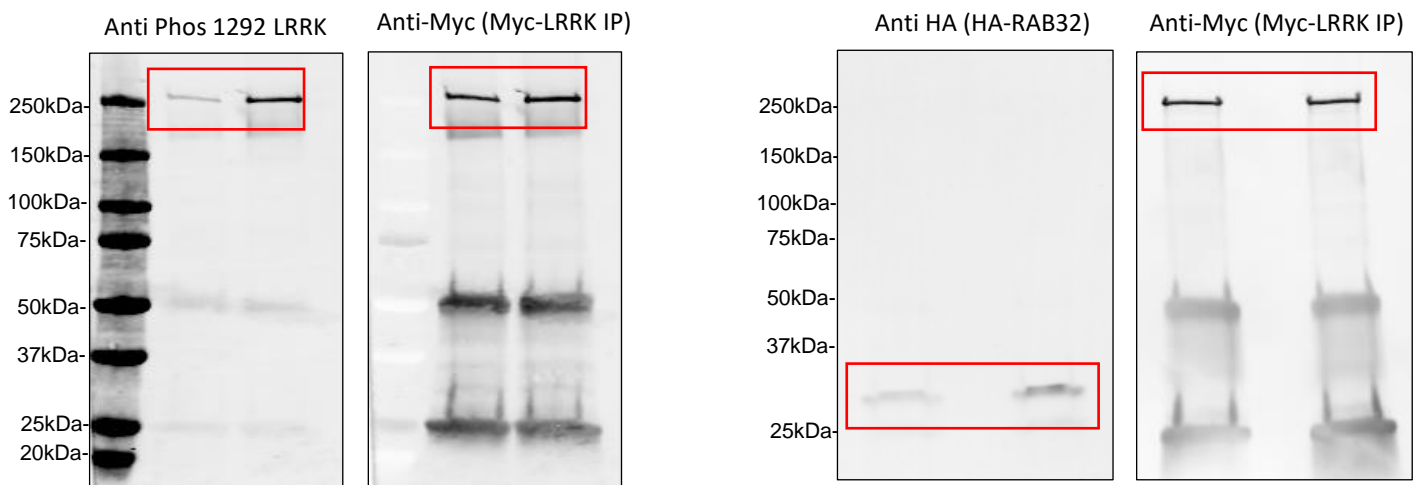 Anti Phos 1292 LRRK
Anti-Myc (Myc-LRRK IP)
250kDa-
150kDa-
100kDa-
75kDa-
50kDa-
37kDa-
25kDa-
20kDa-
Anti HA (HA-RAB32)
Anti-Myc (Myc-LRRK IP)
250kDa-
150kDa-
100kDa-
75kDa-
50kDa-
37kDa-
25kDa-